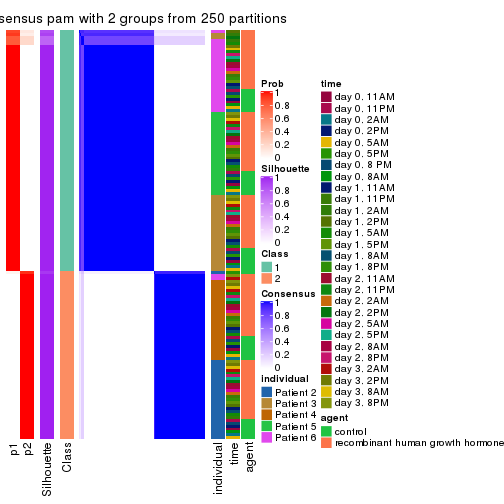 sensus pam with 2 groups from 250 partitions
p1
p2
Silhouette
Class
individual
time
agent
Prob
1
0.8
0.6
0.4
0.2
0
Silhouette
1
0.8
0.6
0.4
0.2
0
Class
1
2
Consensus
1
0.8
0.6
0.4
0.2
0
individual
Patient 2
Patient 3
Patient 4
Patient 5
Patient 6
time
day 0. 11AM
day 0. 11PM
day 0. 2AM
day 0. 2PM
day 0. 5AM
day 0. 5PM
day 0. 8 PM
day 0. 8AM
day 1. 11AM
day 1. 11PM
day 1. 2AM
day 1. 2PM
day 1. 5AM
day 1. 5PM
day 1. 8AM
day 1. 8PM
day 2. 11AM
day 2. 11PM
day 2. 2AM
day 2. 2PM
day 2. 5AM
day 2. 5PM
day 2. 8AM
day 2. 8PM
day 3. 2AM
day 3. 2PM
day 3. 8AM
day 3. 8PM
agent
control
recombinant human growth hormone